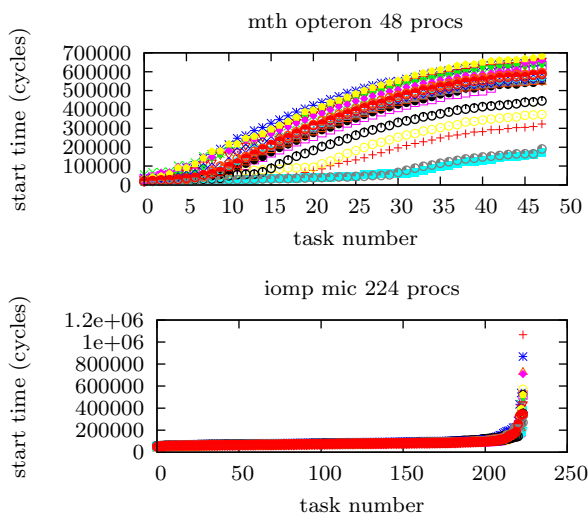 mth opteron 48 procs
start time (cycles)
700000
600000
500000
400000
300000
200000
100000
0
0 5 10 15 20 25 30 35 40 45 50
task number
iomp mic 224 procs
start time (cycles)
1.2e+06
1e+06
800000
600000
400000
200000
0
0 50 100 150 200 250
task number